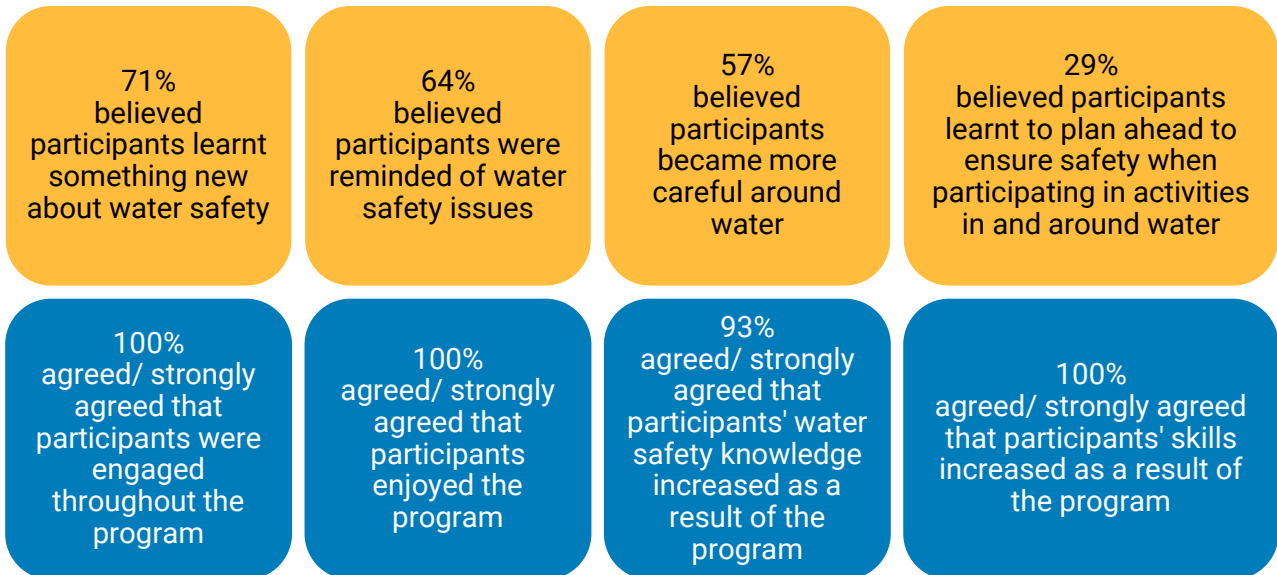 71%
believed
participants learnt
something new
about water safety
64%
believed
participants were
reminded of water
safety issues
57%
believed
participants
became more
careful around
water
29%
believed participants
learnt to plan ahead to
ensure safety when
participating in activities
in and around water
100%
agreed/ strongly
agreed that
participants were
engaged
throughout the
program
100%
agreed/ strongly
agreed that
participants
enjoyed the
program
93%
agreed/ strongly
agreed that
participants' water
safety knowledge
increased as a
result of the
program
100%
agreed/ strongly agreed
that participants' skills
increased as a result of
the program